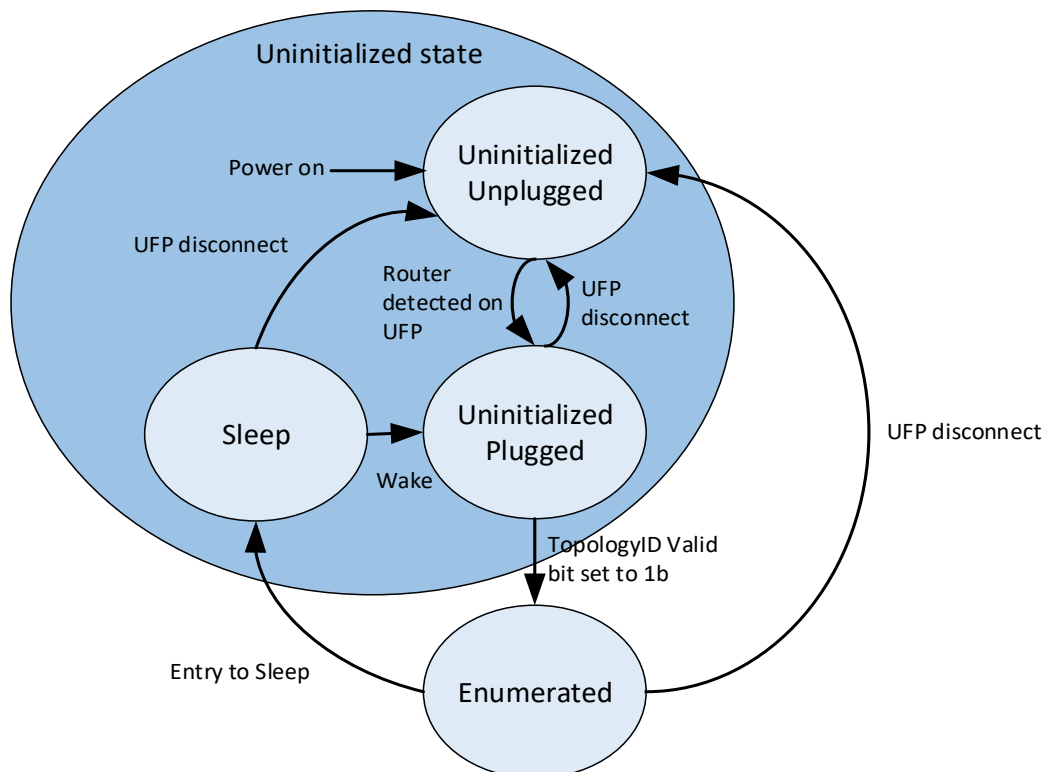 Uninitialized state
Uninitialized
Unplugged
Power on
UFP disconnect
Router
detected on
UFP
UFP
disconnect
Sleep
Wake
Uninitialized
Plugged
UFP disconnect
TopologyID Valid
bit set to 1b
Entry to Sleep
Enumerated